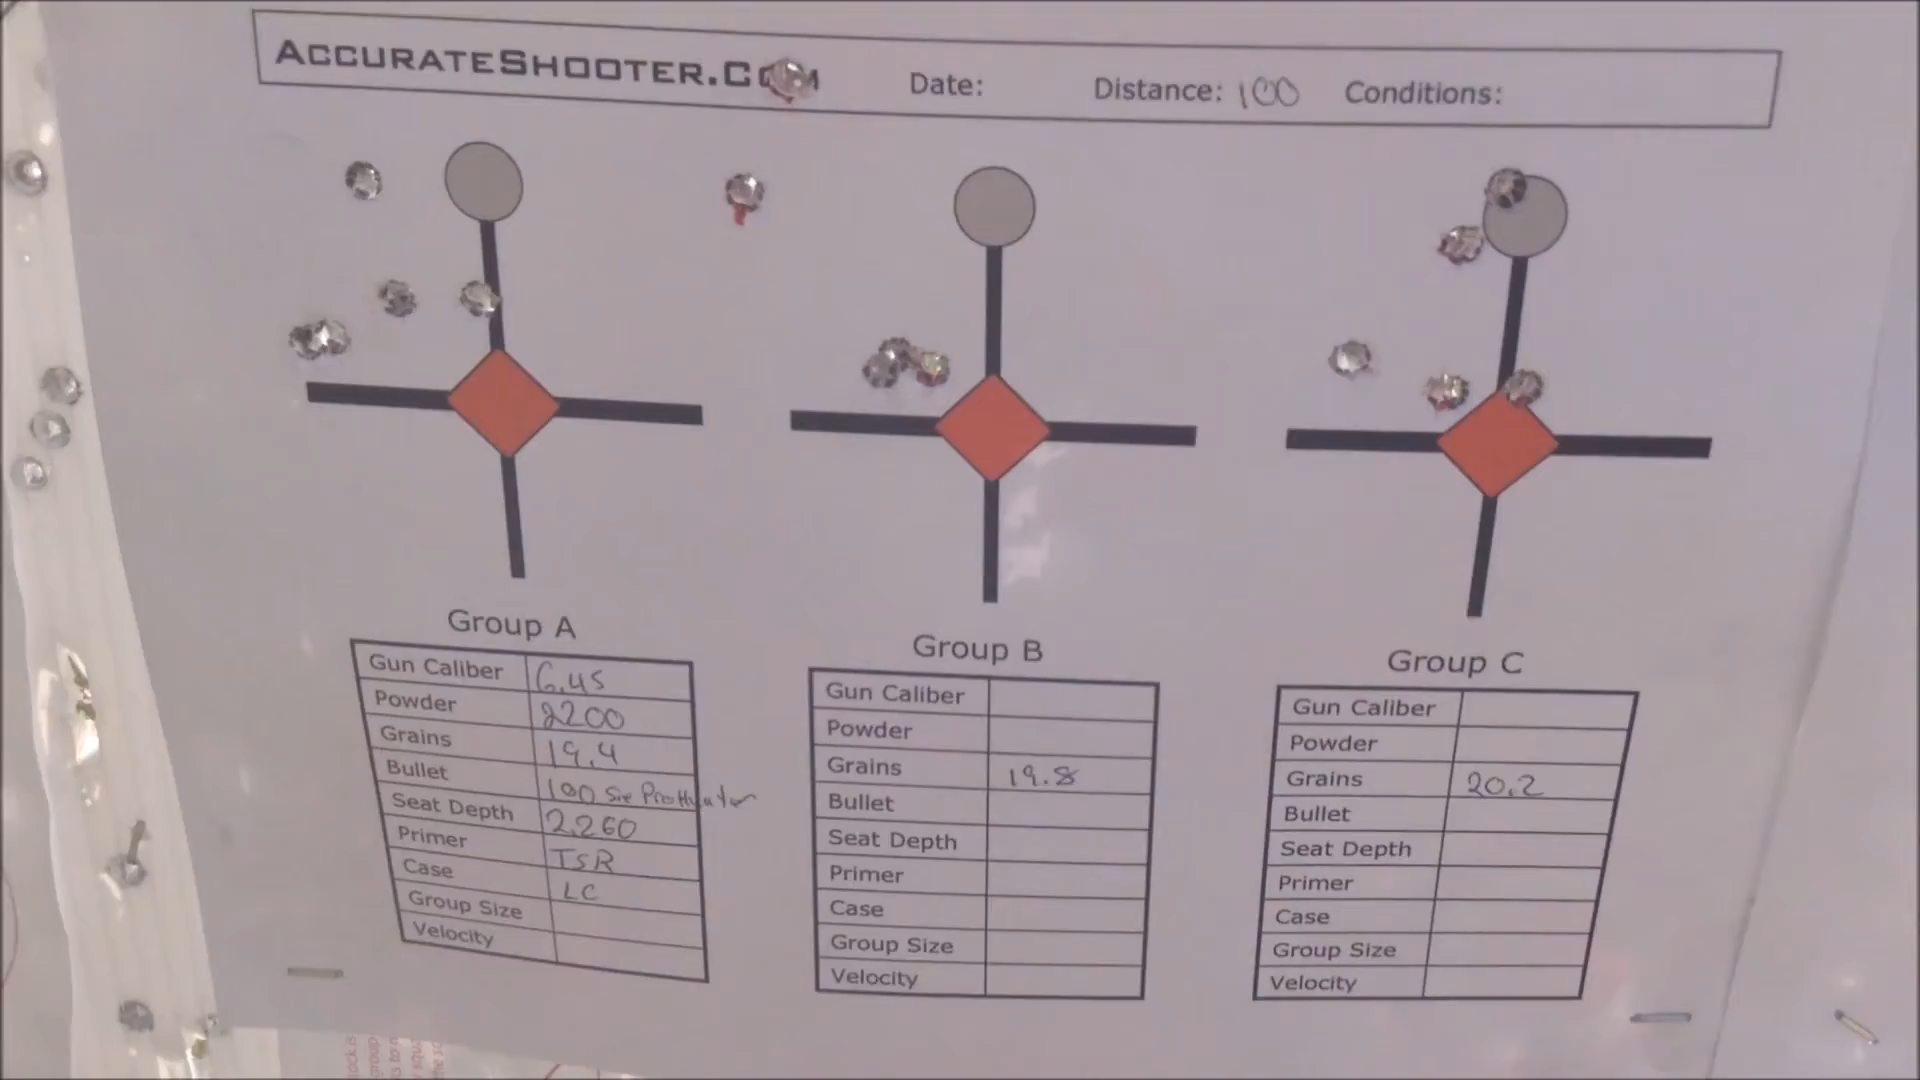 ACCURATESHOOTER.COM Date: Distance: 100 Conditions:
Group A
Gun Caliber 6.45
Powder 2200
Grains 19.4
Bullet 100
Seat Depth 2.260
Primer TSR
Case LC
Group Size
Velocity
Group B
Gun Caliber
Powder
Grains 19.8
Bullet
Seat Depth
Primer
Case
Group Size
Velocity
Group C
Gun Caliber
Powder
Grains 20.2
Bullet
Seat Depth
Primer
Case
Group Size
Velocity